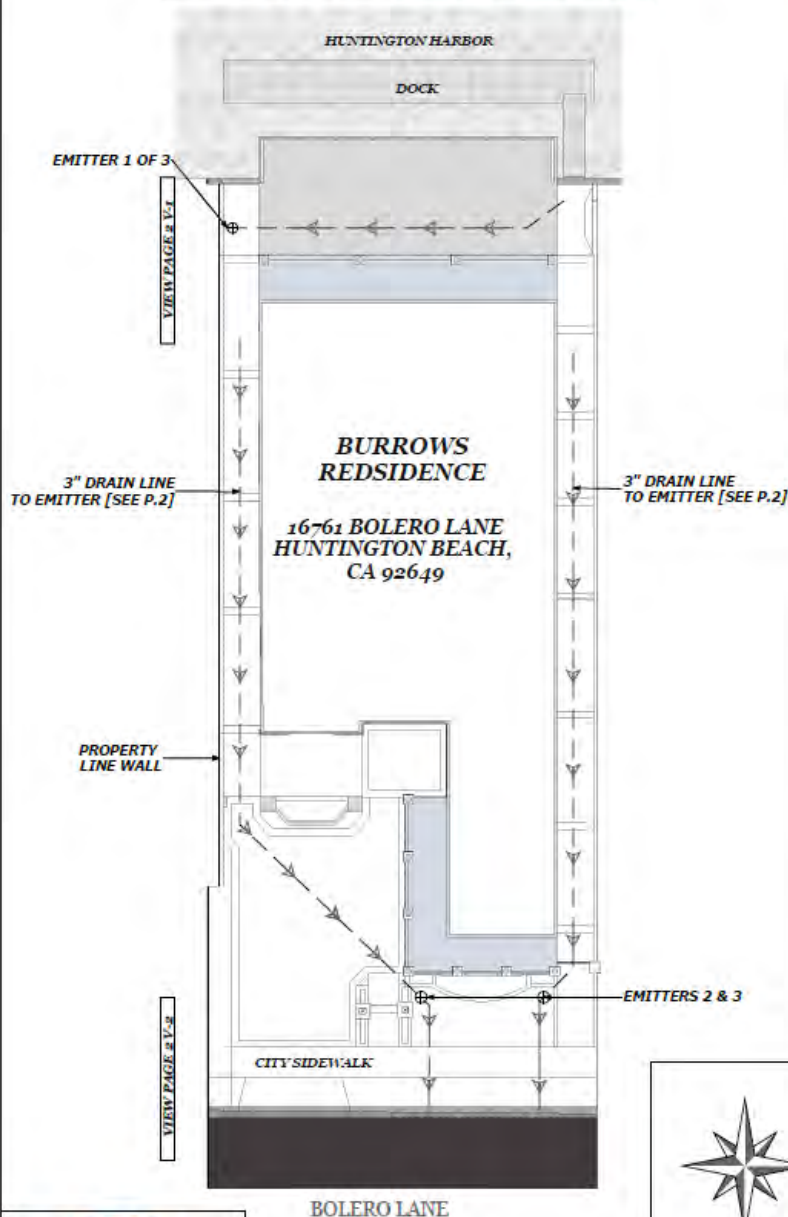 HUNTINGTON HARBOR
DOCK
EMITTER 1 OF 3
VIEW PAGE 2 V-1
BURROWS
REDSIDENCE
16761 BOLERO LANE
HUNTINGTON BEACH,
CA 92649
3" DRAIN LINE
TO EMITTER [SEE P.2]
3" DRAIN LINE
TO EMITTER [SEE P.2]
PROPERTY
LINE WALL
EMITTERS 2 & 3
VIEW PAGE 2 V-2
CITY SIDEWALK
BOLERO LANE